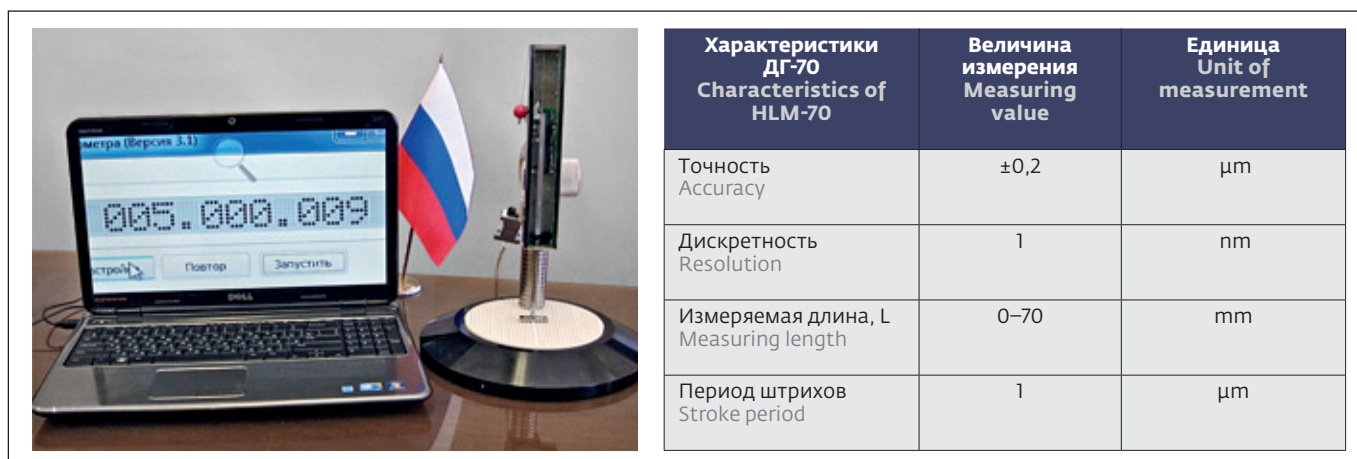 метра (Версия 3.1)
005.000.009
Повтор
Запустить
DELL
Характеристики
ДГ-70
Characteristics of
HLM-70
Величина
измерения
Measuring
value
Единица
Unit of
measurement
Точность
Accuracy
±0,2
μm
Дискретность
Resolution
1
nm
Измеряемая длина, L
Measuring length
0–70
mm
Период штрихов
Stroke period
1
μm